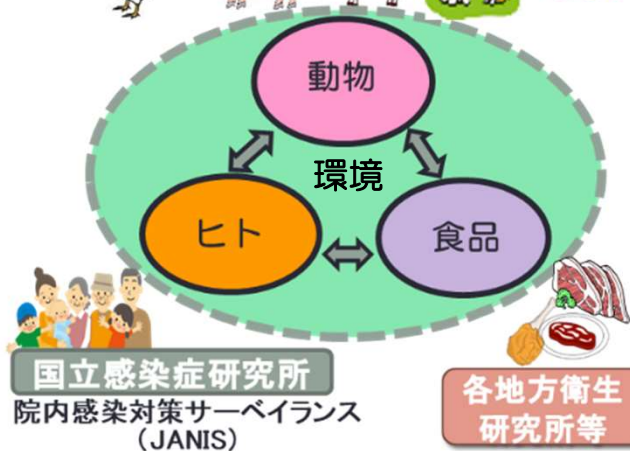 動物
環境
ヒト
食品
国立感染症研究所
院内感染対策サーベイランス
（JANIS）
各地方衛生
研究所等